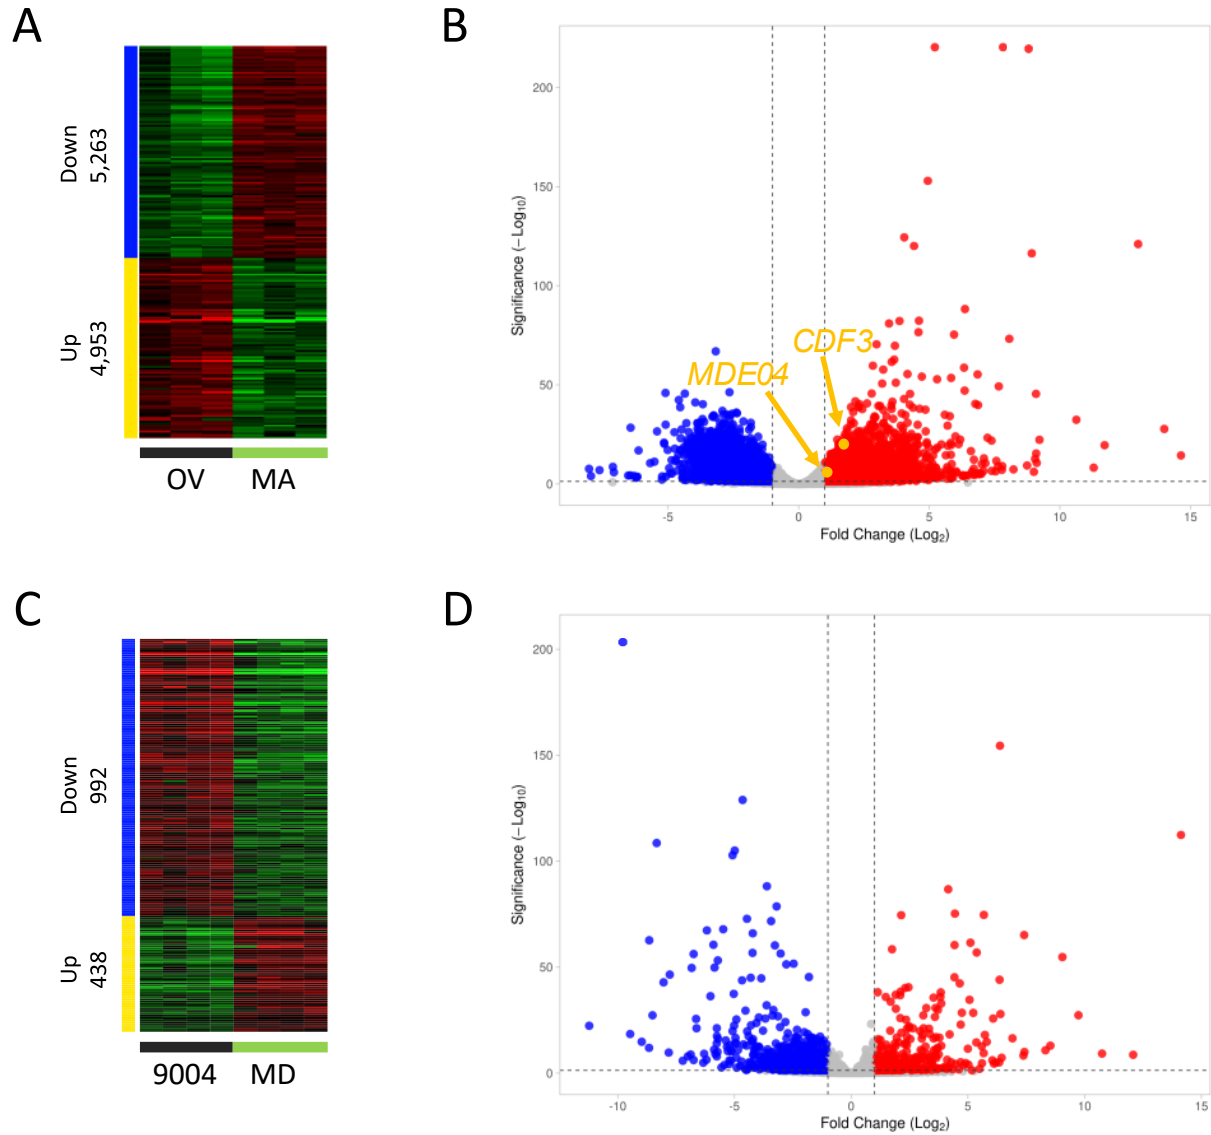 A
Down
5,263
Up
4,953
OV MA
B
Significance (−Log10)
200
150
100
50
0
CDF3
MDE04
-5 0 5 10 15
Fold Change (Log2)
C
Down
992
Up
438
9004 MD
D
Significance (−Log10)
200
150
100
50
0
-10 -5 0 5 10 15
Fold Change (Log2)